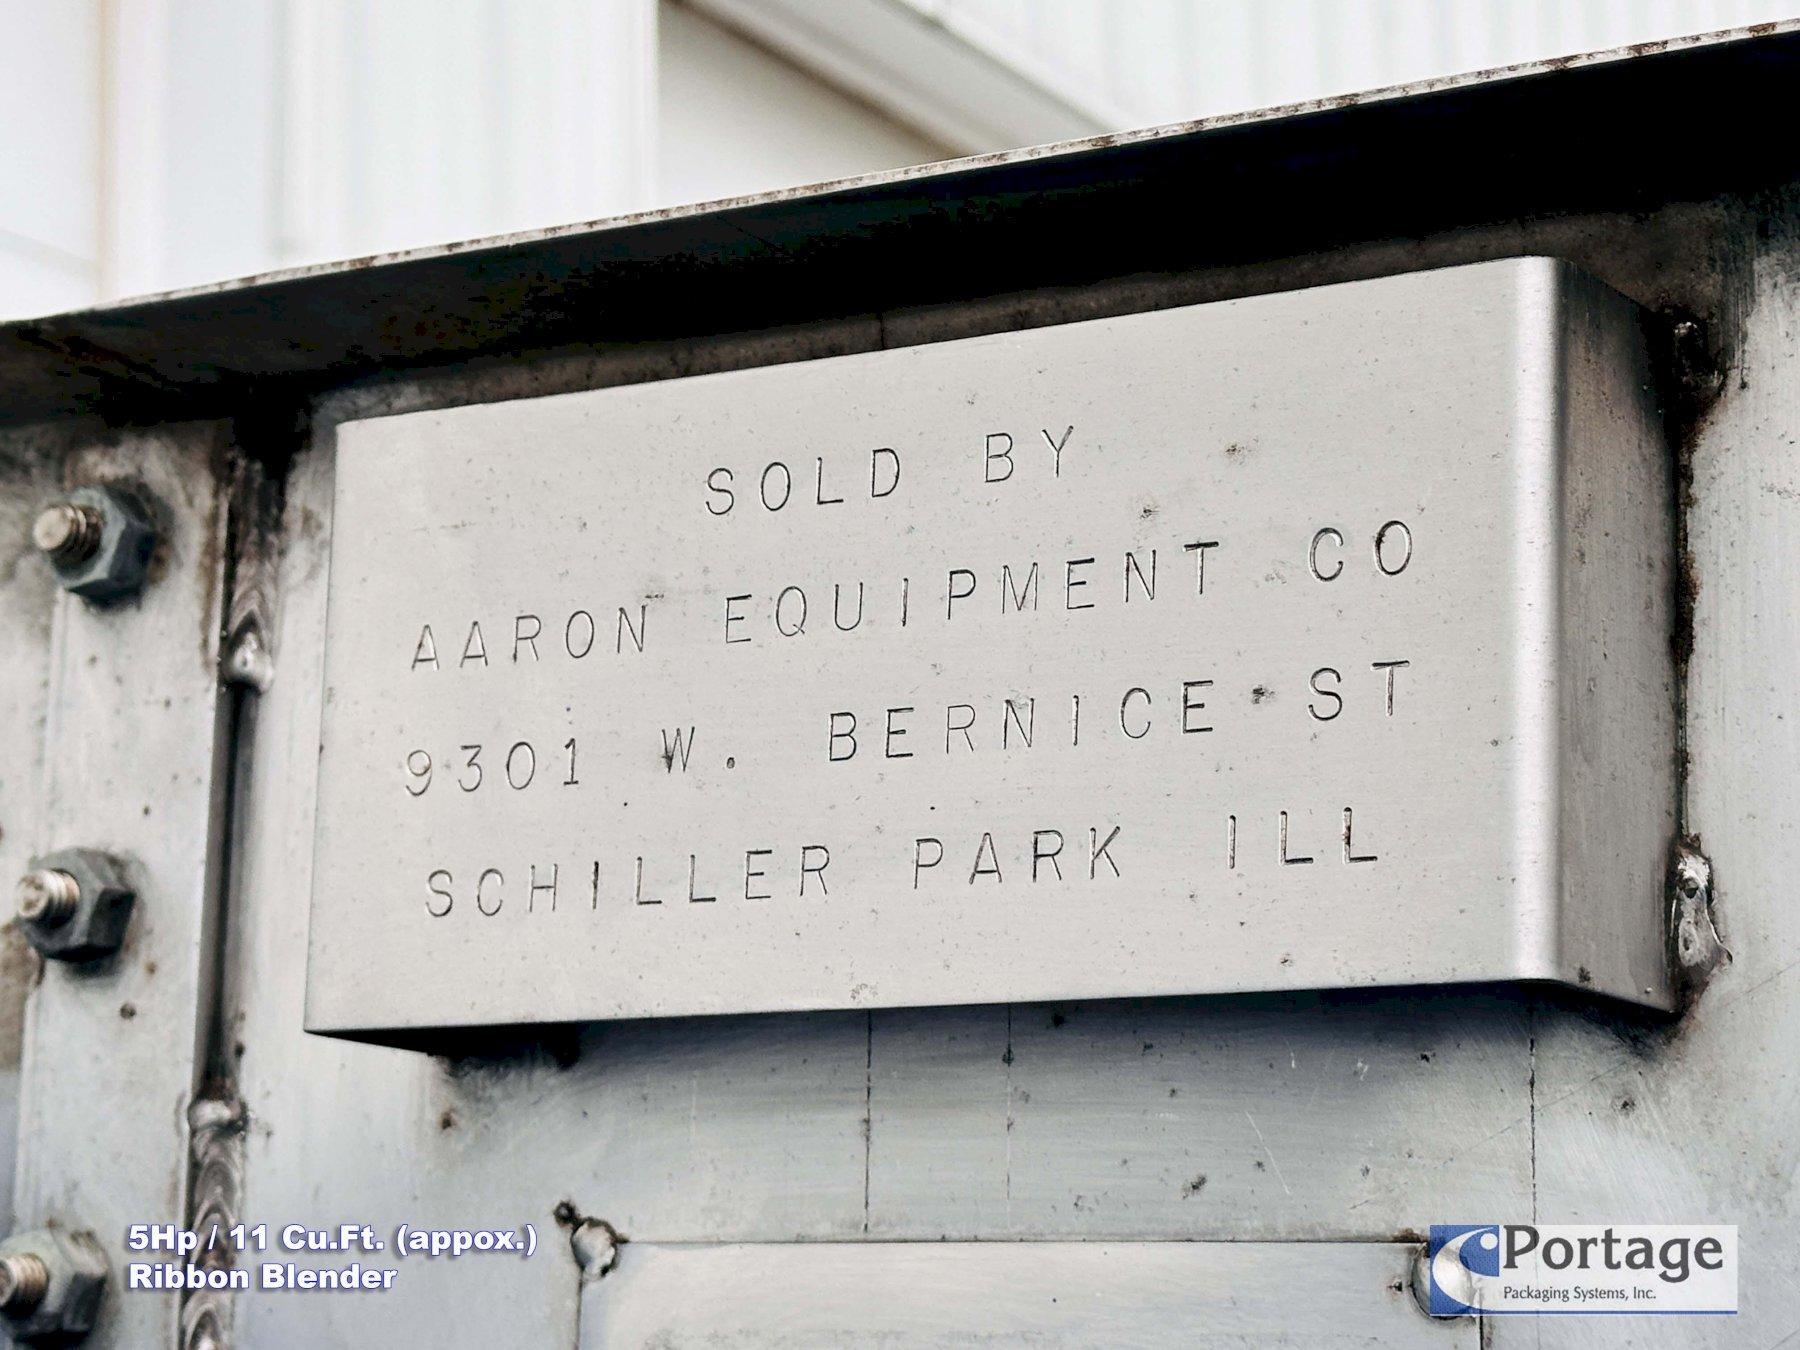 SOLD BY
AARON EQUIPMENT CO
9301 W. BERNICE ST
SCHILLER PARK ILL
5Hp / 11 Cu.Ft. (appox.)
Ribbon Blender
Portage
Packaging Systems, Inc.